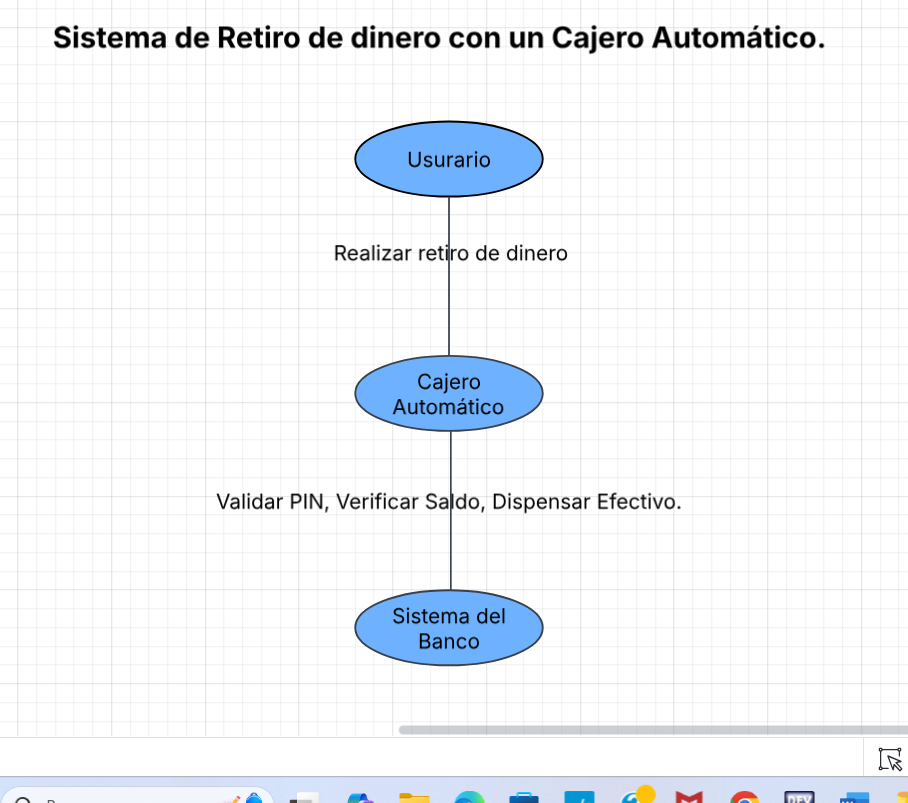 Sistema de Retiro de dinero con un Cajero Automático.
Usurario
Realizar retiro de dinero
Cajero
Automático
Validar PIN, Verificar Saldo, Dispensar Efectivo.
Sistema del
Banco
DEV